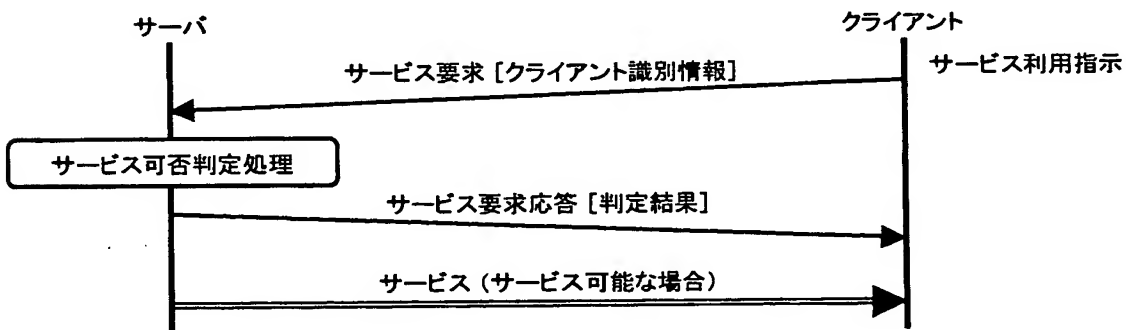 サーバ
クライアント
サービス利用指示
サービス要求 [クライアント識別情報]
サービス可否判定処理
サービス要求応答 [判定結果]
サービス (サービス可能な場合)